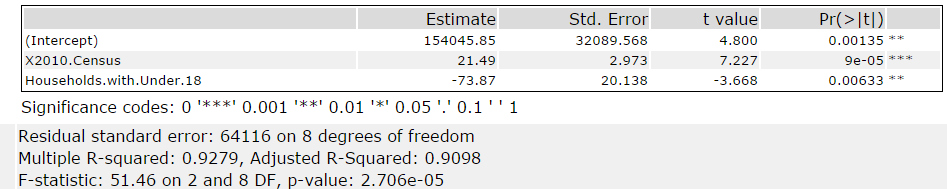 Estimate Std. Error t value Pr(>|t|)
(Intercept) 154045.85 32089.568 4.800 0.00135 **
X2010.Census 21.49 2.973 7.227 9e-05 ***
Households.with.Under.18 -73.87 20.138 -3.668 0.00633 **
Significance codes: 0 '***' 0.001 '**' 0.01 '*' 0.05 '.' 0.1 ' ' 1
Residual standard error: 64116 on 8 degrees of freedom
Multiple R-squared: 0.9279, Adjusted R-Squared: 0.9098
F-statistic: 51.46 on 2 and 8 DF, p-value: 2.706e-05